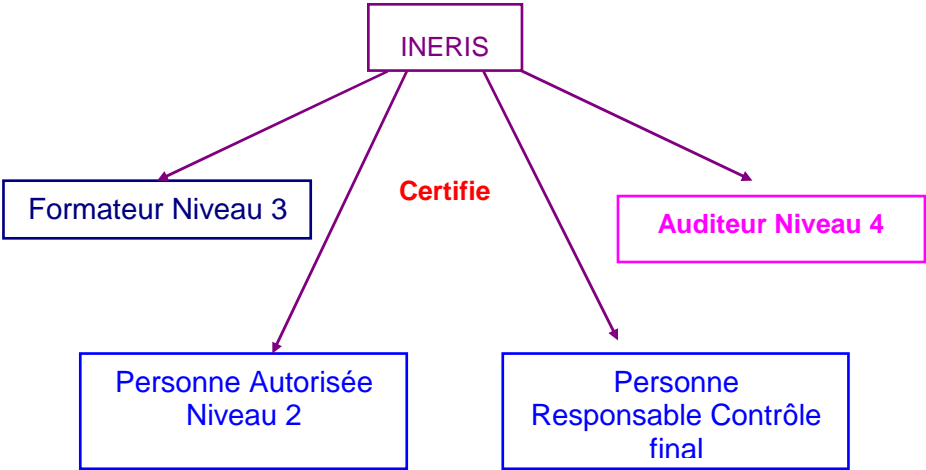 INERIS
Certifie
Formateur Niveau 3
Auditeur Niveau 4
Personne Autorisée
Niveau 2
Personne
Responsable Contrôle
final